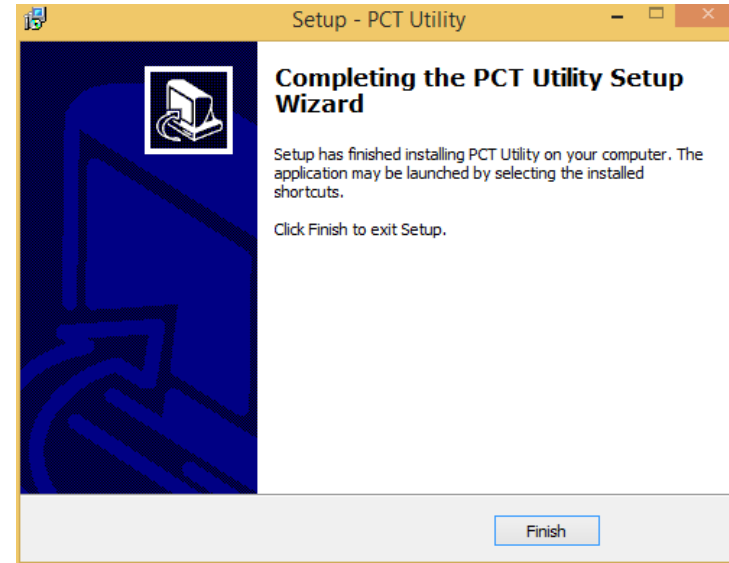 Setup - PCT Utility
Completing the PCT Utility Setup
Wizard
Setup has finished installing PCT Utility on your computer. The
application may be launched by selecting the installed
shortcuts.
Click Finish to exit Setup.
Finish